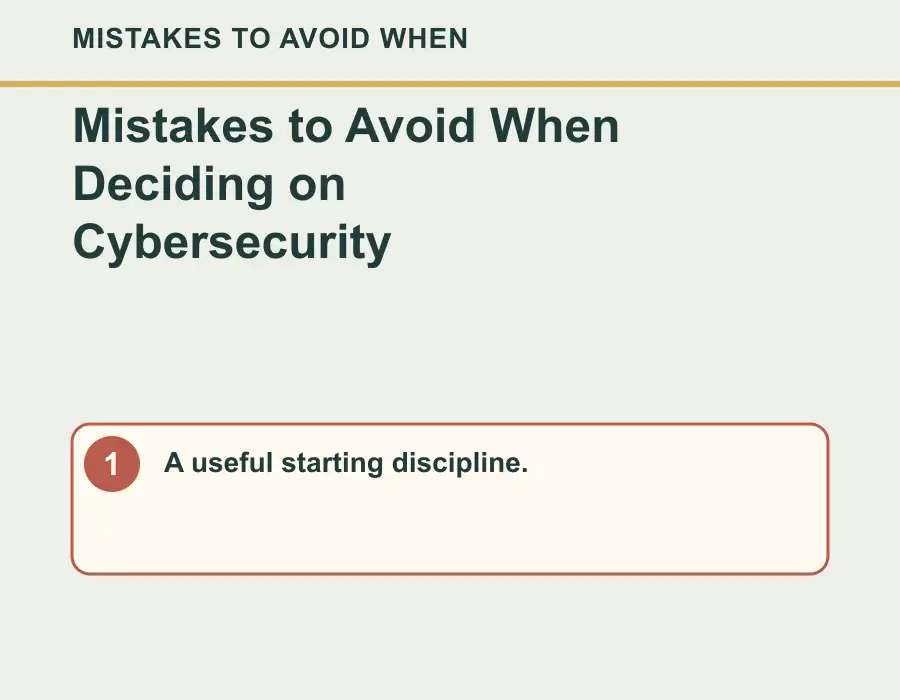 MISTAKES TO AVOID WHEN
Mistakes to Avoid When
Deciding on
Cybersecurity
1
A useful starting discipline.